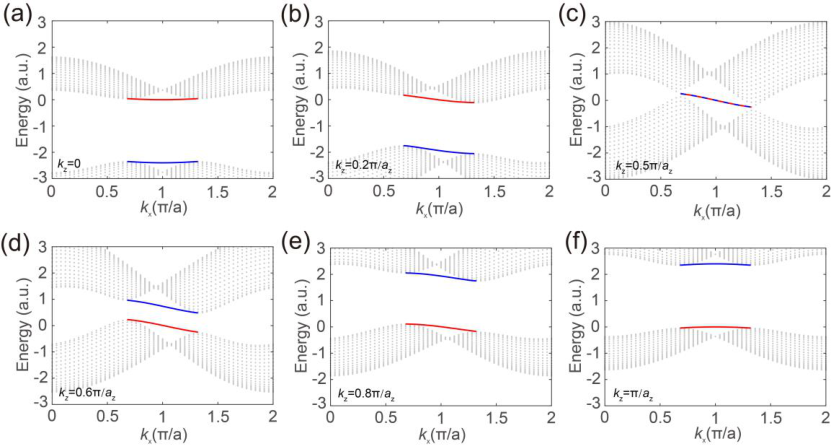 (a) (b) (c)
3 3 3
2 2 2
1 1 1
0 0 0
-1 -1 -1
-2 -2 -2
-3 -3 -3
Energy (a.u.) Energy (a.u.) Energy (a.u.)
k_z=0 k_z=0.2π/a_z k_z=0.5π/a_z
0 0.5 1 1.5 2 0 0.5 1 1.5 2 0 0.5 1 1.5 2
k_x(π/a) k_x(π/a) k_x(π/a)
(d) (e) (f)
3 3 3
2 2 2
1 1 1
0 0 0
-1 -1 -1
-2 -2 -2
-3 -3 -3
Energy (a.u.) Energy (a.u.) Energy (a.u.)
k_z=0.6π/a_z k_z=0.8π/a_z k_z=π/a_z
0 0.5 1 1.5 2 0 0.5 1 1.5 2 0 0.5 1 1.5 2
k_x(π/a) k_x(π/a) k_x(π/a)